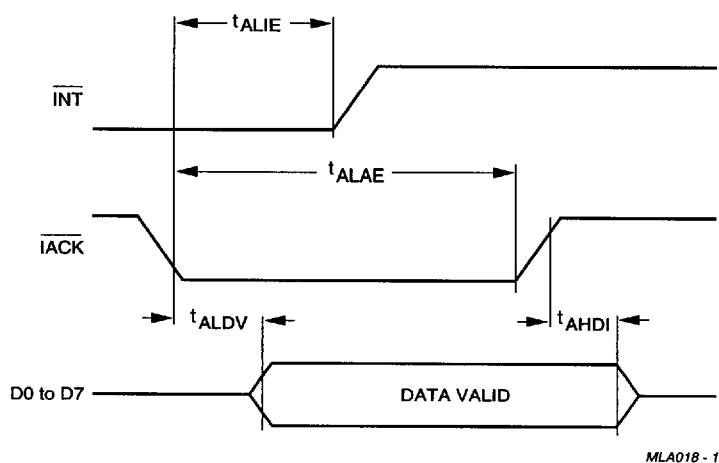 tALIE
INT
tALAE
IACK
tALDV
tAHDI
D0 to D7
DATA VALID
MLA018 - 1